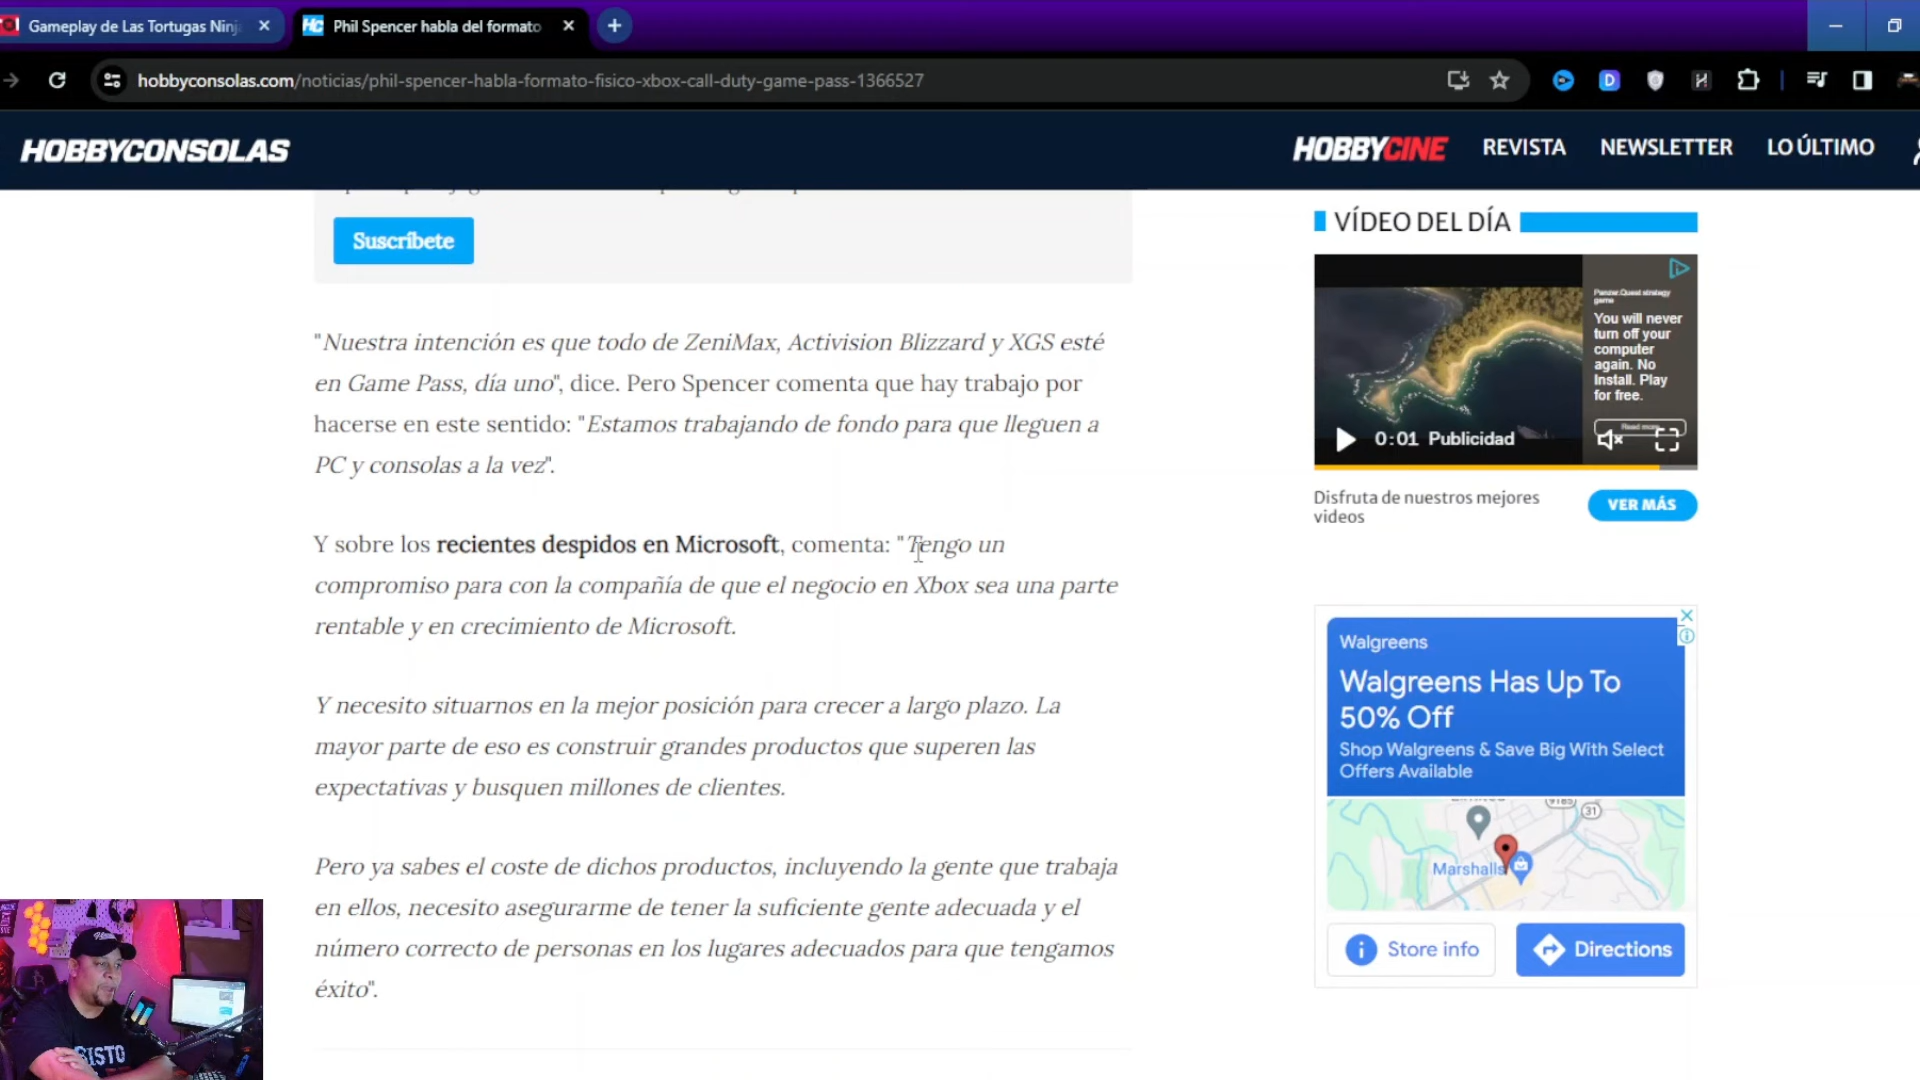 Gameplay de Las Tortugas Ninj
Phil Spencer habla del formato
hobbyconsolas.com/noticias/phil-spencer-habla-formato-fisico-xbox-call-duty-game-pass-1366527
HOBBYCONSOLAS
HOBBYCINE
REVISTA
NEWSLETTER
LO ÚLTIMO
Suscríbete
"Nuestra intención es que todo de ZeniMax, Activision Blizzard y XGS esté
en Game Pass, día uno", dice. Pero Spencer comenta que hay trabajo por
hacerse en este sentido: "Estamos trabajando de fondo para que lleguen a
PC y consolas a la vez".
Y sobre los recientes despidos en Microsoft, comenta: "Tengo un
compromiso para con la compañía de que el negocio en Xbox sea una parte
rentable y en crecimiento de Microsoft.
Y necesito situarnos en la mejor posición para crecer a largo plazo. La
mayor parte de eso es construir grandes productos que superen las
expectativas y busquen millones de clientes.
Pero ya sabes el coste de dichos productos, incluyendo la gente que trabaja
en ellos, necesito asegurarme de tener la suficiente gente adecuada y el
número correcto de personas en los lugares adecuados para que tengamos
éxito".
VÍDEO DEL DÍA
Panzer Quest strategy
game
You will never
turn off your
computer
again. No
Install. Play
for free.
Read more
0:01 Publicidad
Disfruta de nuestros mejores
videos
VER MÁS
Walgreens
Walgreens Has Up To
50% Off
Shop Walgreens & Save Big With Select
Offers Available
31
Marshalls
Store info
Directions
SISTO